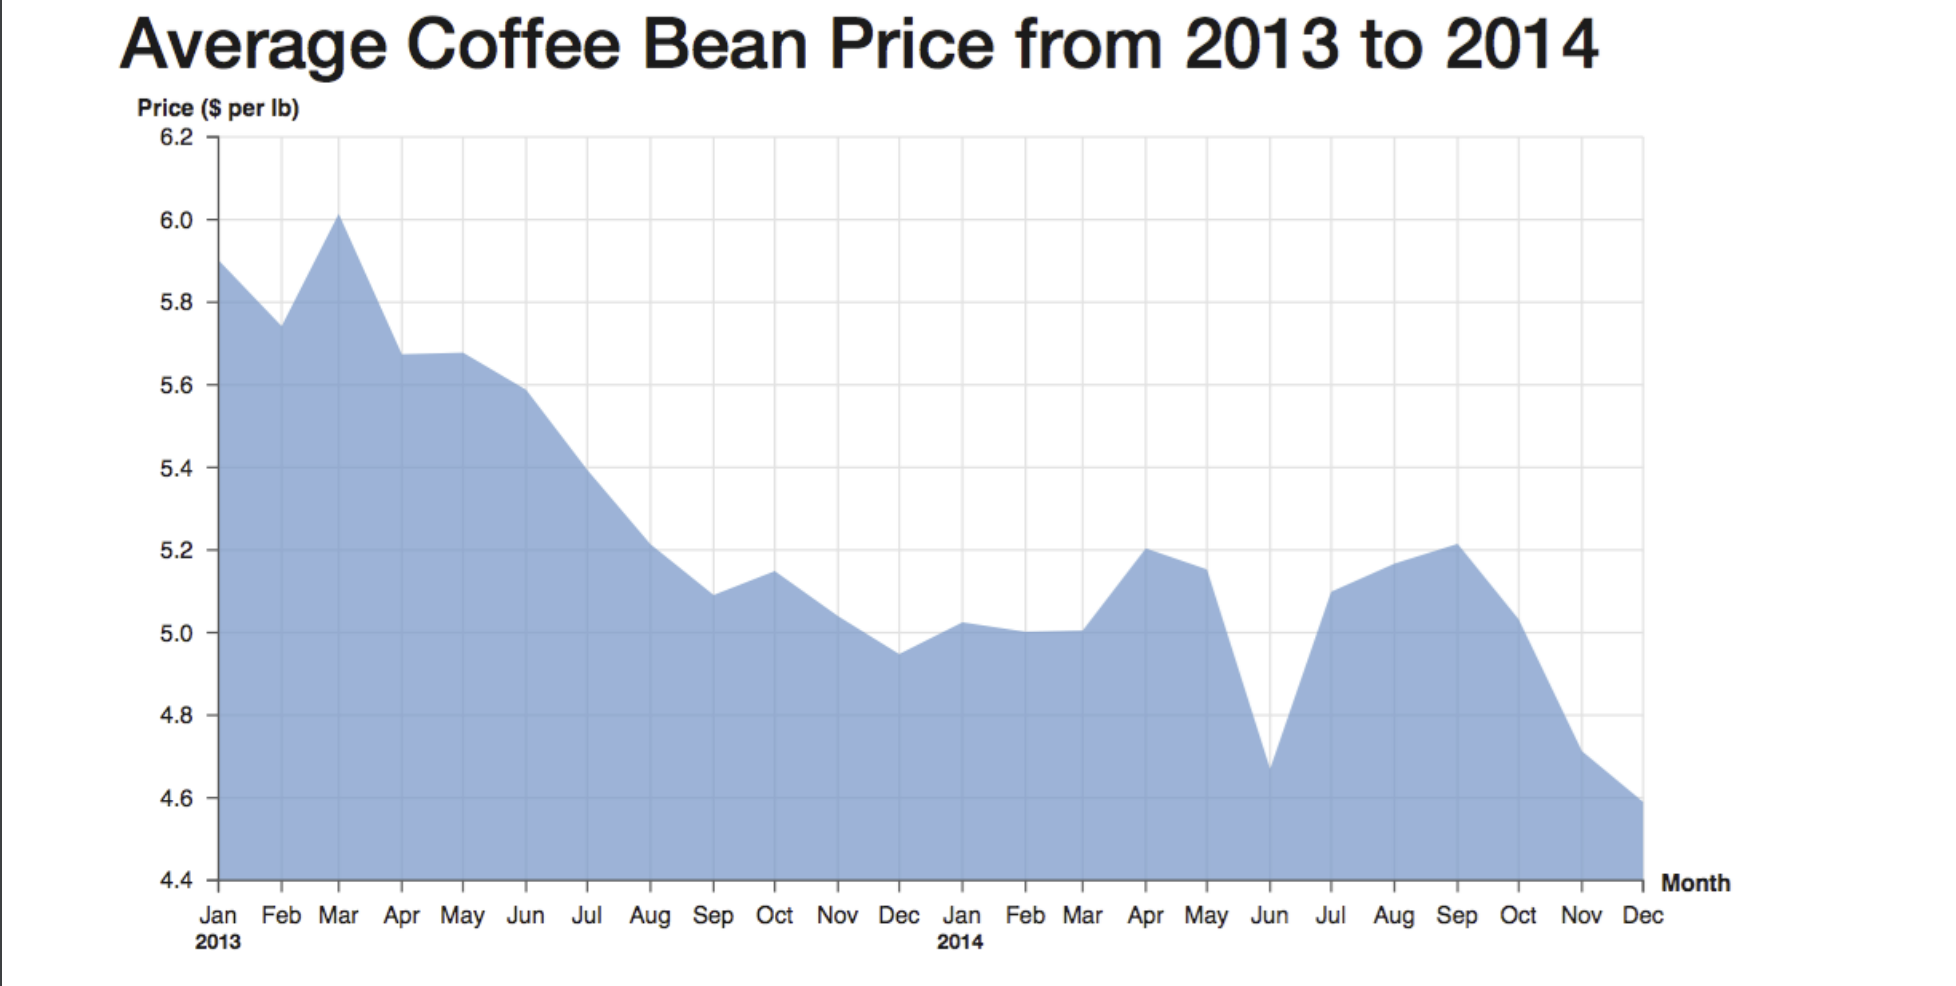 Average Coffee Bean Price from 2013 to 2014
Price ($ per lb)
6.2
6.0
5.8
5.6
5.4
5.2
5.0
4.8
4.6
4.4
Month
Jan Feb Mar Apr May Jun Jul Aug Sep Oct Nov Dec Jan Feb Mar Apr May Jun Jul Aug Sep Oct Nov Dec
2013 2014